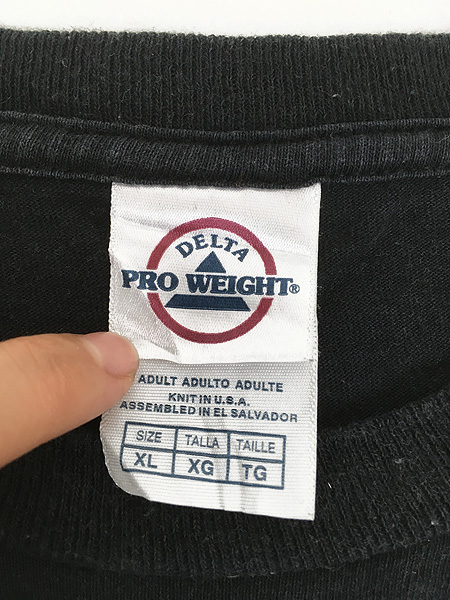 DELTA
PRO WEIGHT®
ADULT ADULTO ADULTE
KNIT IN U.S.A.
ASSEMBLED IN EL SALVADOR
SIZE TALLA TAILLE
XL XG TG